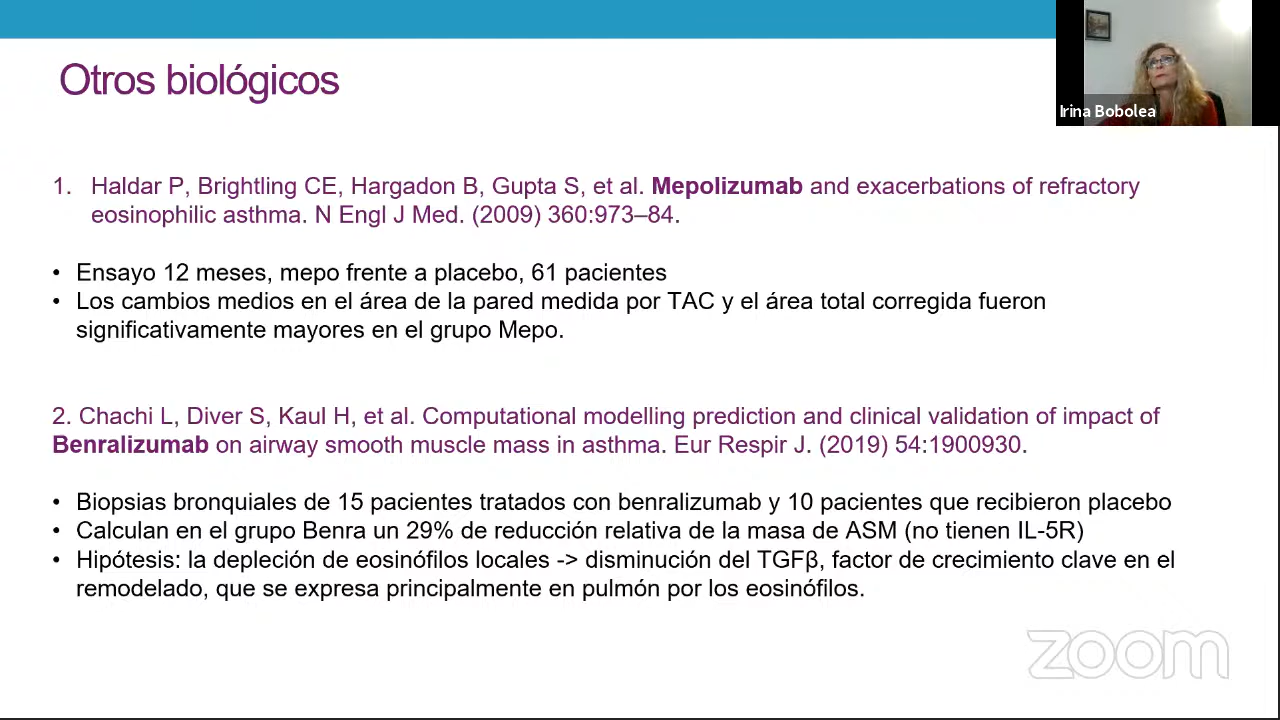 Otros biológicos
Irina Bobolea
1. Haldar P, Brightling CE, Hargadon B, Gupta S, et al. Mepolizumab and exacerbations of refractory
eosinophilic asthma. N Engl J Med. (2009) 360:973–84.
• Ensayo 12 meses, mepo frente a placebo, 61 pacientes
• Los cambios medios en el área de la pared medida por TAC y el área total corregida fueron
significativamente mayores en el grupo Mepo.
2. Chachi L, Diver S, Kaul H, et al. Computational modelling prediction and clinical validation of impact of
Benralizumab on airway smooth muscle mass in asthma. Eur Respir J. (2019) 54:1900930.
• Biopsias bronquiales de 15 pacientes tratados con benralizumab y 10 pacientes que recibieron placebo
• Calculan en el grupo Benra un 29% de reducción relativa de la masa de ASM (no tienen IL-5R)
• Hipótesis: la depleción de eosinófilos locales -> disminución del TGFβ, factor de crecimiento clave en el
remodelado, que se expresa principalmente en pulmón por los eosinófilos.
zoom